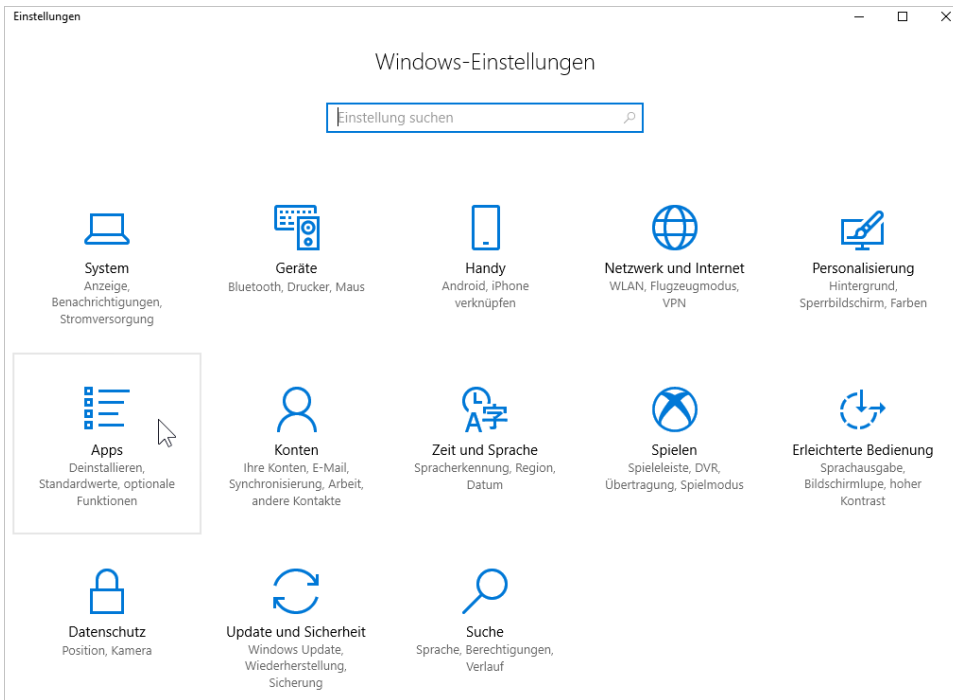 Einstellungen
Windows-Einstellungen
Einstellung suchen
System
Anzeige,
Benachrichtigungen,
Stromversorgung
Geräte
Bluetooth, Drucker, Maus
Handy
Android, iPhone
verknüpfen
Netzwerk und Internet
WLAN, Flugzeugmodus,
VPN
Personalisierung
Hintergrund,
Sperrbildschirm, Farben
Apps
Deinstallieren,
Standardwerte, optionale
Funktionen
Konten
Ihre Konten, E-Mail,
Synchronisierung, Arbeit,
andere Kontakte
Zeit und Sprache
Spracherkennung, Region,
Datum
Spielen
Spieleleiste, DVR,
Übertragung, Spielmodus
Erleichterte Bedienung
Sprachausgabe,
Bildschirmlupe, hoher
Kontrast
Datenschutz
Position, Kamera
Update und Sicherheit
Windows Update,
Wiederherstellung,
Sicherung
Suche
Sprache, Berechtigungen,
Verlauf